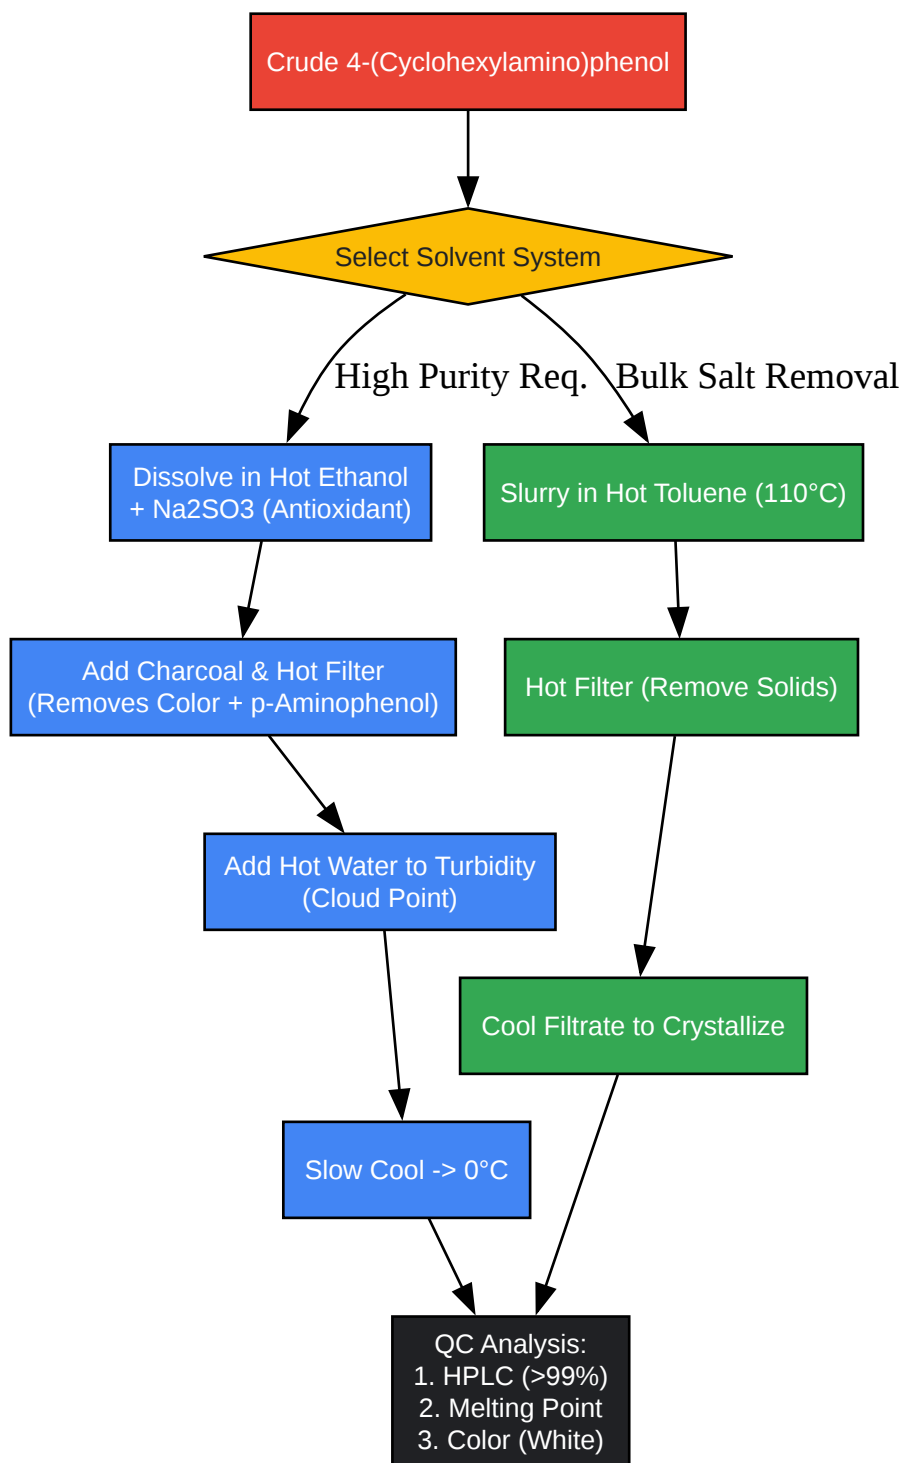 Crude 4-(Cyclohexylamino)phenol
Select Solvent System
High Purity Req.
Bulk Salt Removal
Dissolve in Hot Ethanol
+ Na2SO3 (Antioxidant)
Slurry in Hot Toluene (110°C)
Add Charcoal & Hot Filter
(Removes Color + p-Aminophenol)
Hot Filter (Remove Solids)
Add Hot Water to Turbidity
(Cloud Point)
Cool Filtrate to Crystallize
Slow Cool -> 0°C
QC Analysis:
1. HPLC (>99%)
2. Melting Point
3. Color (White)